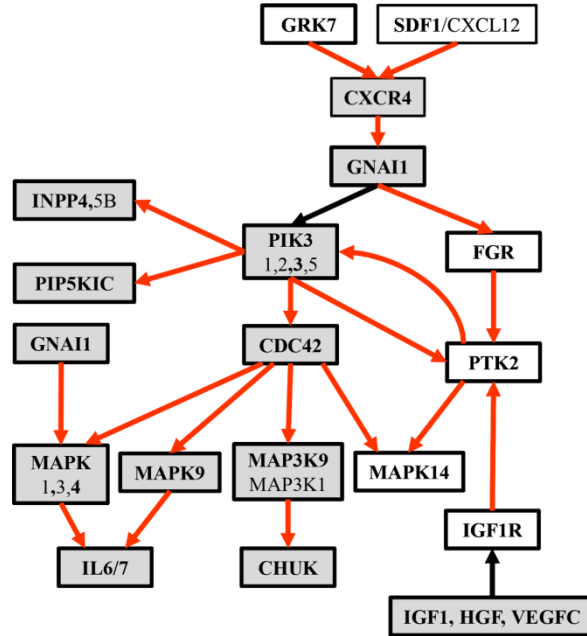 GRK7
SDF1/CXCL12
CXCR4
GNAI1
INPP4,5B
PIK3
1,2,3,5
FGR
PIP5KIC
GNAI1
CDC42
PTK2
MAPK
1,3,4
MAPK9
MAP3K9
MAP3K1
MAPK14
IGF1R
IL6/7
CHUK
IGF1, HGF, VEGFC